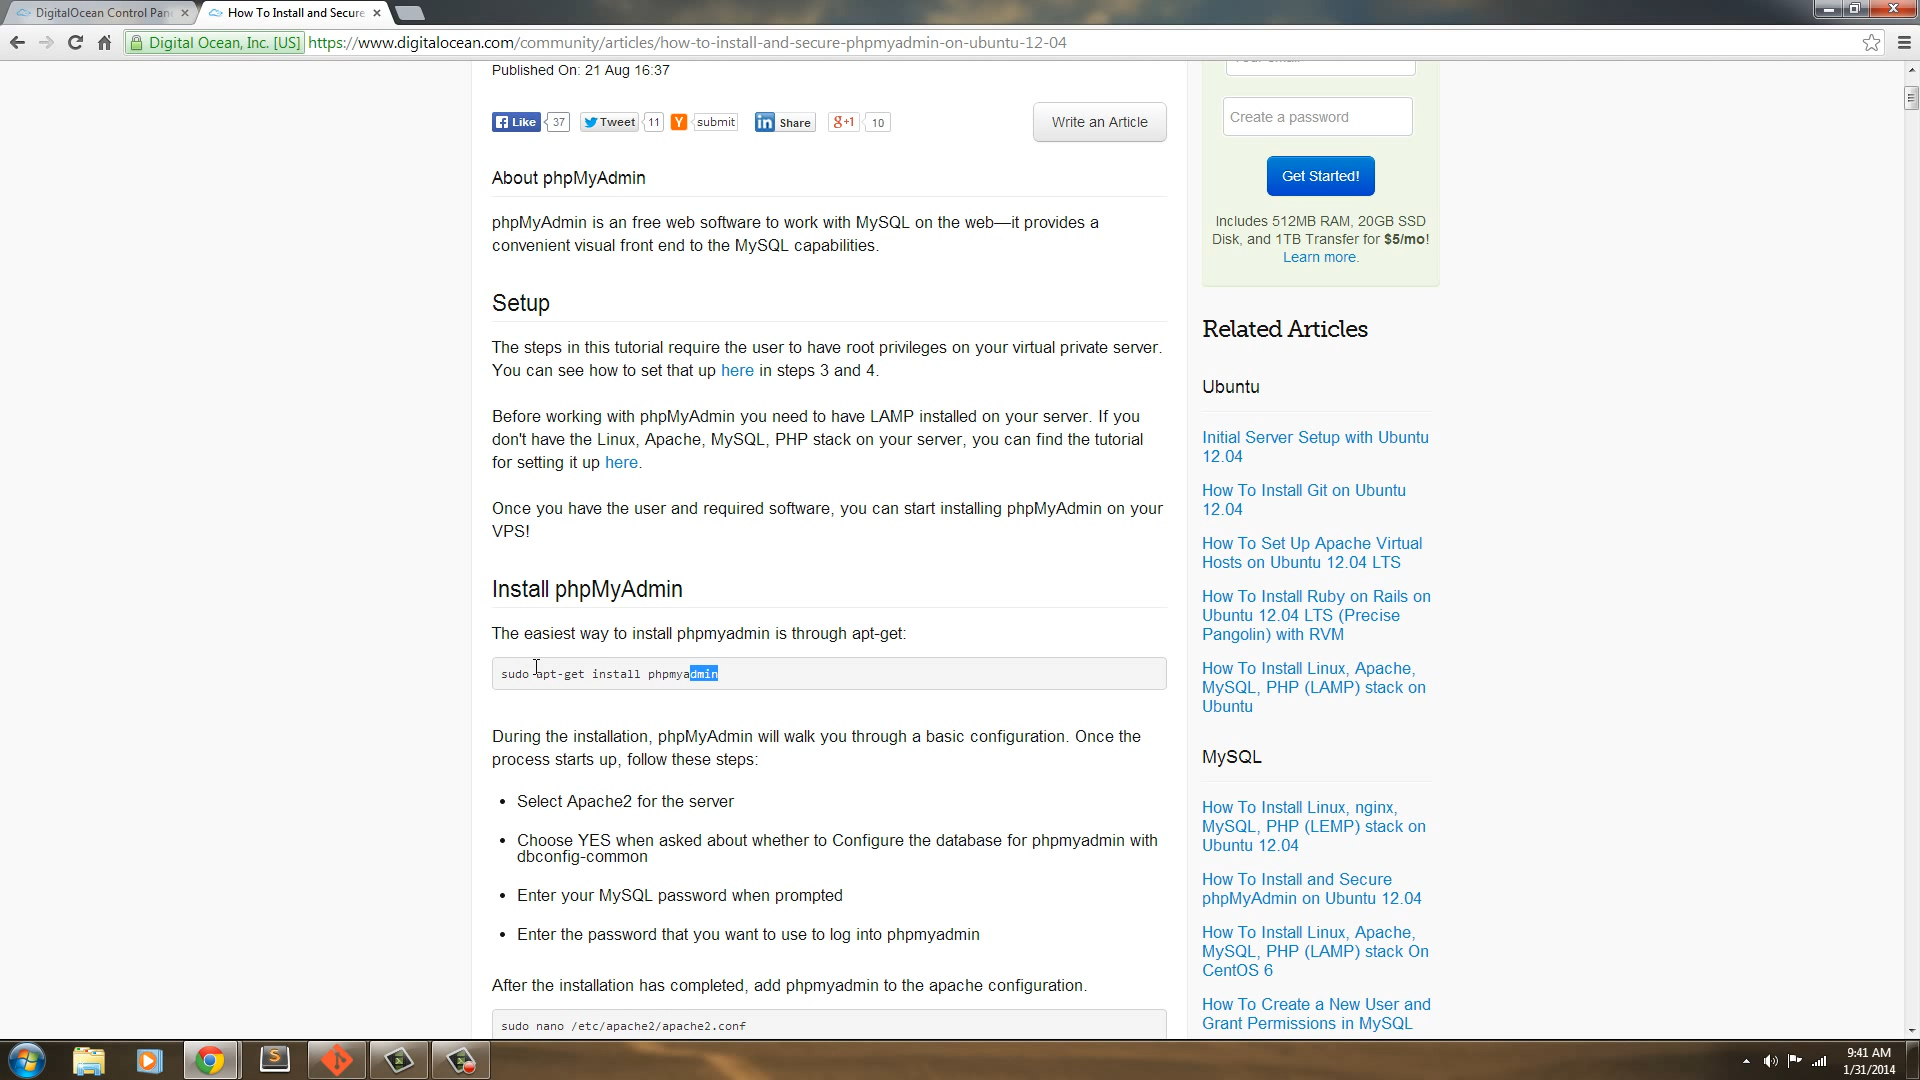 DigitalOcean Control Pan
How To Install and Secure
Digital Ocean, Inc. [US]
https://www.digitalocean.com/community/articles/how-to-install-and-secure-phpmyadmin-on-ubuntu-12-04
Published On: 21 Aug 16:37
Like 37 Tweet 11 Y submit in Share g+1 10
Write an Article
About phpMyAdmin
phpMyAdmin is an free web software to work with MySQL on the web—it provides a
convenient visual front end to the MySQL capabilities.
Setup
The steps in this tutorial require the user to have root privileges on your virtual private server.
You can see how to set that up here in steps 3 and 4.
Before working with phpMyAdmin you need to have LAMP installed on your server. If you
don't have the Linux, Apache, MySQL, PHP stack on your server, you can find the tutorial
for setting it up here.
Once you have the user and required software, you can start installing phpMyAdmin on your
VPS!
Install phpMyAdmin
The easiest way to install phpmyadmin is through apt-get:
sudo apt-get install phpmyadmin
During the installation, phpMyAdmin will walk you through a basic configuration. Once the
process starts up, follow these steps:
• Select Apache2 for the server
• Choose YES when asked about whether to Configure the database for phpmyadmin with
dbconfig-common
• Enter your MySQL password when prompted
• Enter the password that you want to use to log into phpmyadmin
After the installation has completed, add phpmyadmin to the apache configuration.
sudo nano /etc/apache2/apache2.conf
Create a password
Get Started!
Includes 512MB RAM, 20GB SSD
Disk, and 1TB Transfer for $5/mo!
Learn more.
Related Articles
Ubuntu
Initial Server Setup with Ubuntu
12.04
How To Install Git on Ubuntu
12.04
How To Set Up Apache Virtual
Hosts on Ubuntu 12.04 LTS
How To Install Ruby on Rails on
Ubuntu 12.04 LTS (Precise
Pangolin) with RVM
How To Install Linux, Apache,
MySQL, PHP (LAMP) stack on
Ubuntu
MySQL
How To Install Linux, nginx,
MySQL, PHP (LEMP) stack on
Ubuntu 12.04
How To Install and Secure
phpMyAdmin on Ubuntu 12.04
How To Install Linux, Apache,
MySQL, PHP (LAMP) stack On
CentOS 6
How To Create a New User and
Grant Permissions in MySQL
9:41 AM
1/31/2014